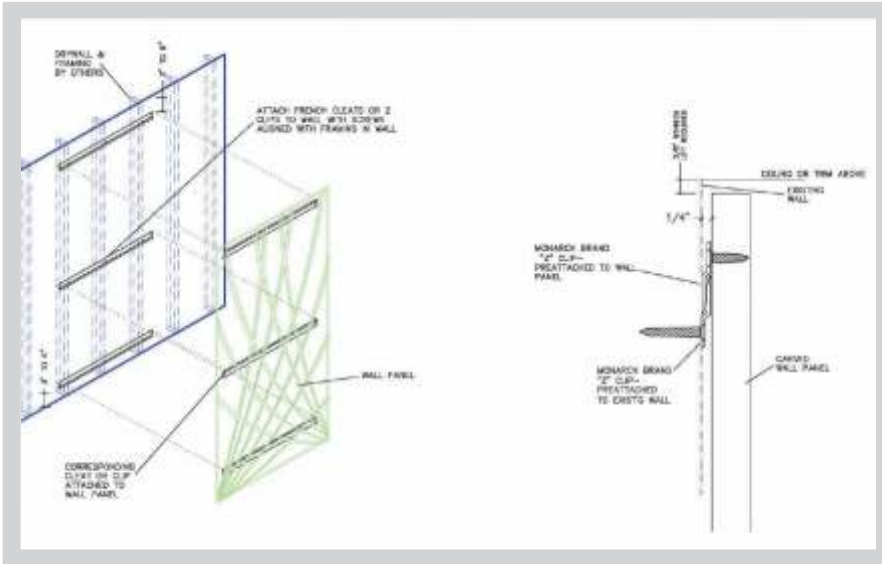 DRYWALL &
FRAMING
BY OTHERS
ATTACH FRENCH CLEATS OR Z
CLIPS TO WALL WITH SCREWS
ALIGNED WITH FRAMING IN WALL
WALL PANEL
CORRESPONDING
CLEAT OR CLIP
ATTACHED TO
WALL PANEL
CEILING OR TRIM ABOVE
EXISTING
WALL
1/4"
MONARCH BRAND
"Z" CLIP-
PREATTACHED TO WALL
PANEL
MONARCH BRAND
"Z" CLIP-
PREATTACHED
TO EXIST'G WALL
CARVED
WALL PANEL